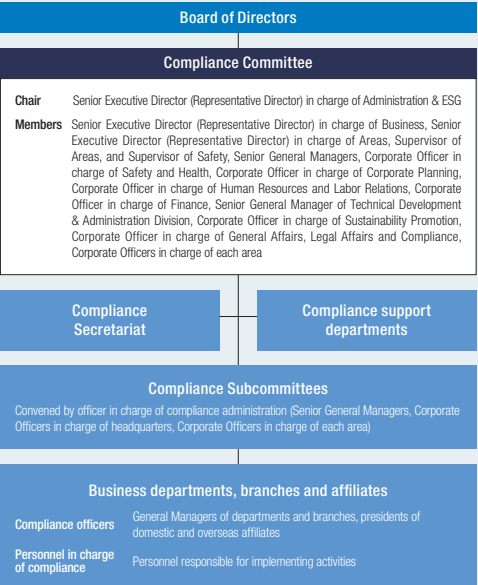 Board of Directors
Compliance Committee
Chair Senior Executive Director (Representative Director) in charge of Administration & ESG
Members Senior Executive Director (Representative Director) in charge of Business, Senior
Executive Director (Representative Director) in charge of Areas, Supervisor of
Areas, and Supervisor of Safety, Senior General Managers, Corporate Officer in
charge of Safety and Health, Corporate Officer in charge of Corporate Planning,
Corporate Officer in charge of Human Resources and Labor Relations, Corporate
Officer in charge of Finance, Senior General Manager of Technical Development
& Administration Division, Corporate Officer in charge of Sustainability Promotion,
Corporate Officer in charge of General Affairs, Legal Affairs and Compliance,
Corporate Officers in charge of each area
Compliance
Secretariat
Compliance support
departments
Compliance Subcommittees
Convened by officer in charge of compliance administration (Senior General Managers, Corporate
Officers in charge of headquarters, Corporate Officers in charge of each area)
Business departments, branches and affiliates
Compliance officers
General Managers of departments and branches, presidents of
domestic and overseas affiliates
Personnel in charge
of compliance
Personnel responsible for implementing activities